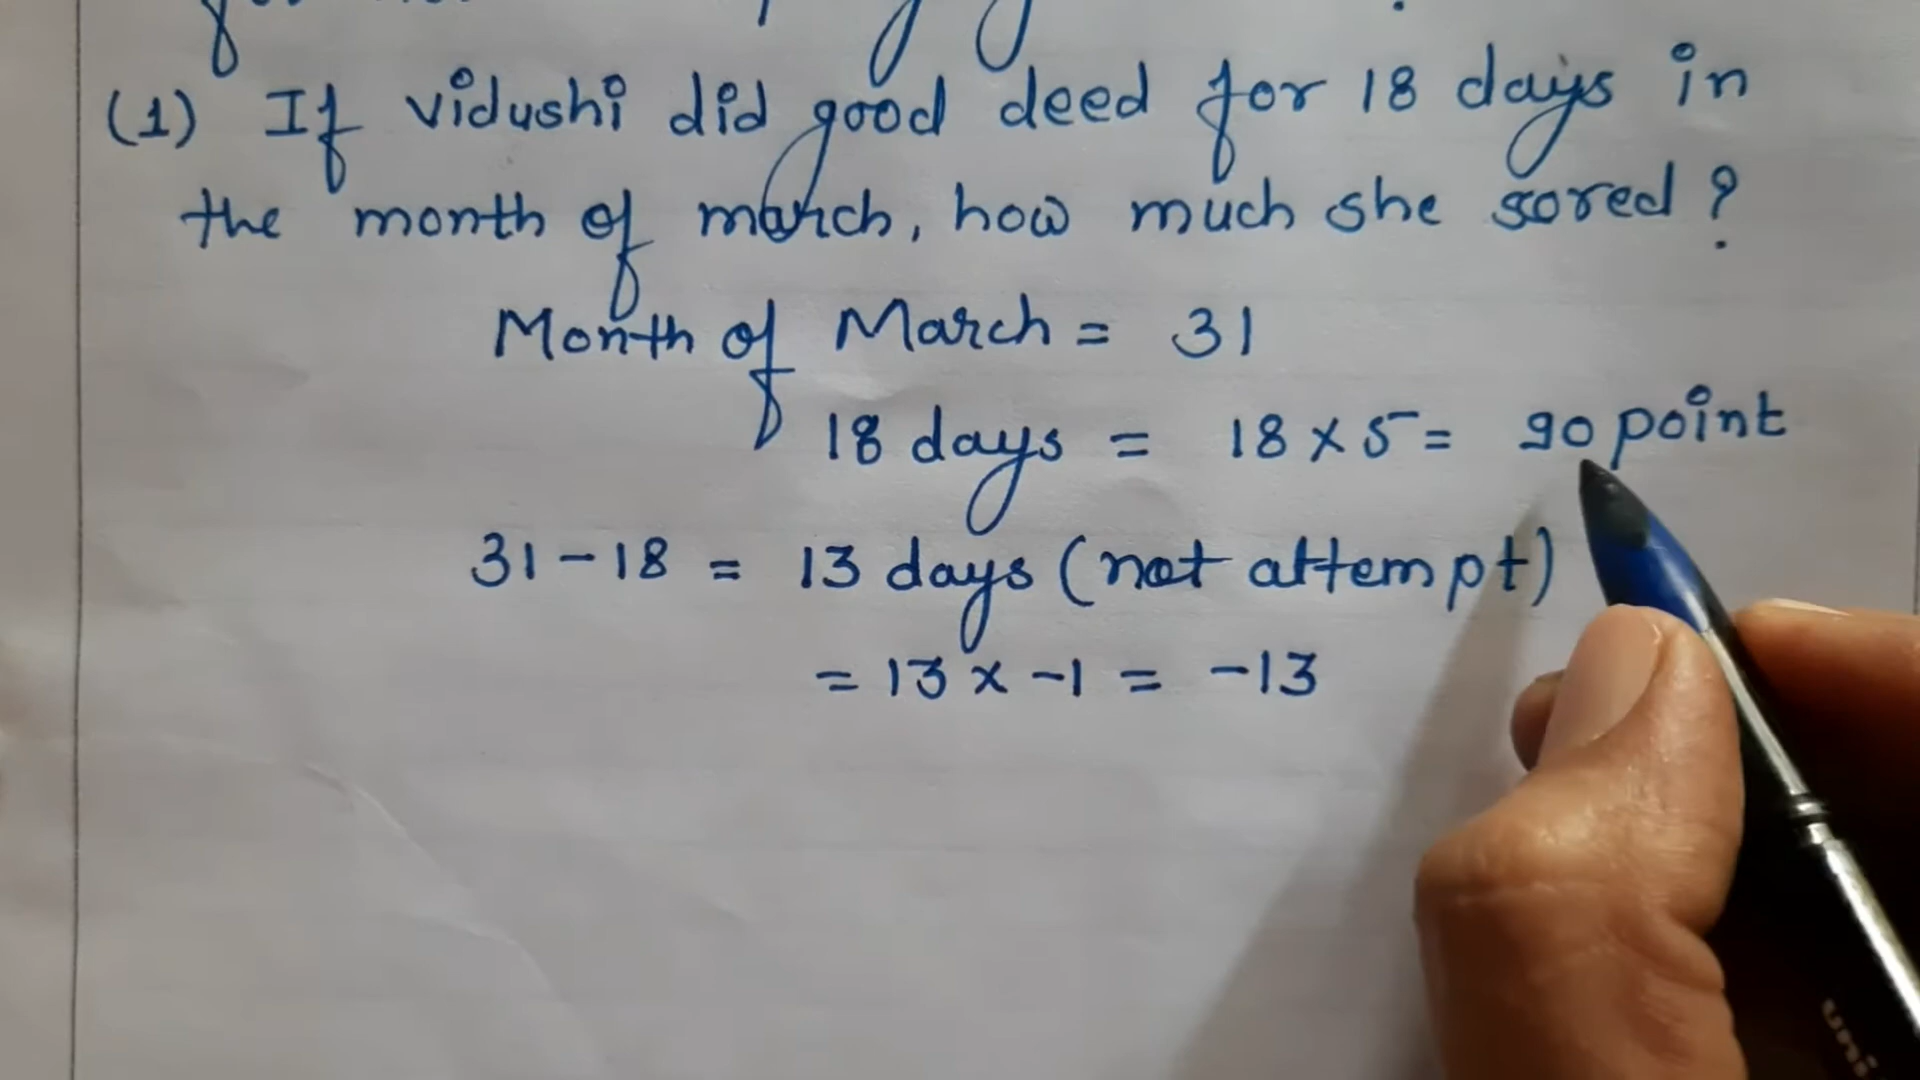 (1) If vidushi did good deed for 18 days in
the month of march, how much she sored ?
Month of March = 31
18 days = 18 x 5 = 90 point
31 - 18 = 13 days (not attempt)
= 13 x -1 = -13
uni